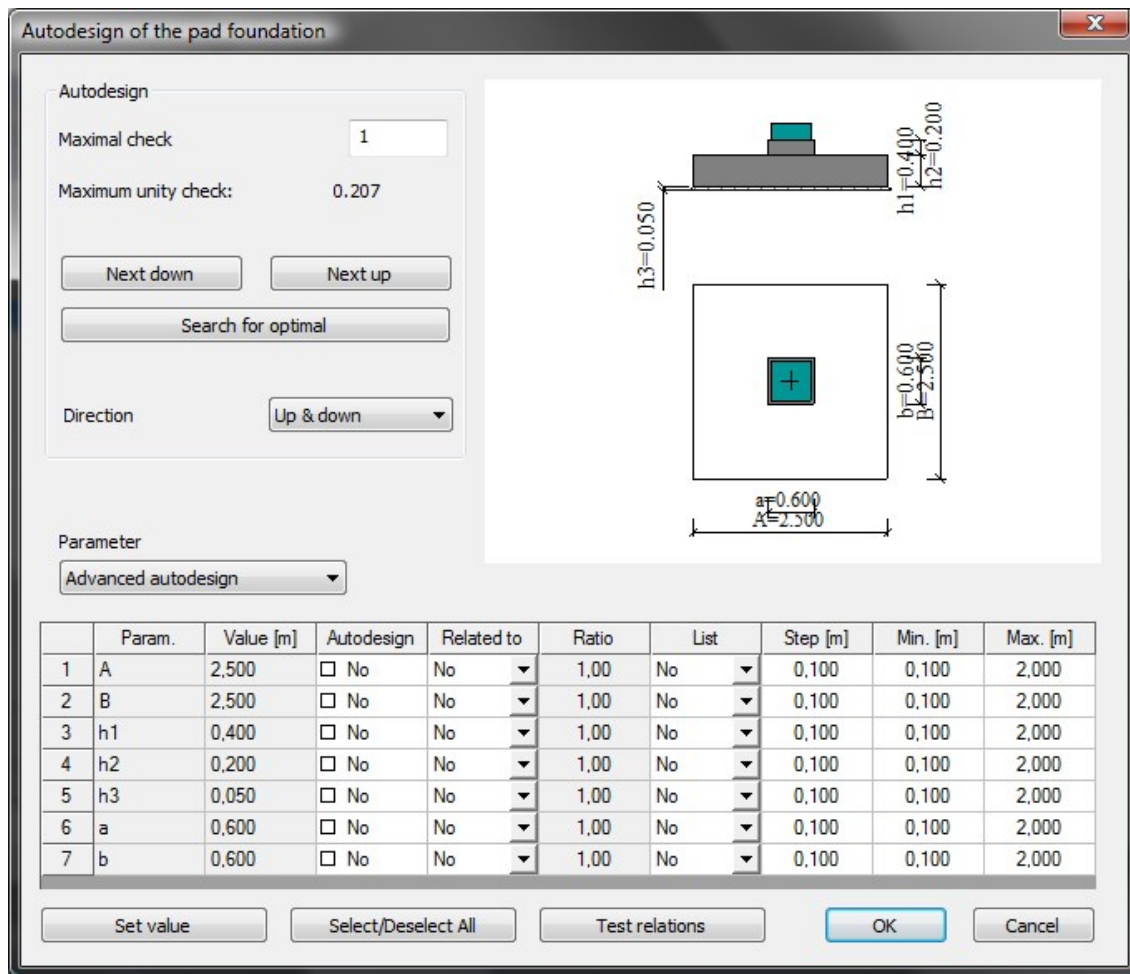 Autodesign of the pad foundation
Autodesign
Maximal check 1
Maximum unity check: 0.207
Next down Next up
Search for optimal
Direction Up & down
h1=0.400
h2=0.200
h3=0.050
b=0.600
B=2.500
a=0.600
A=2.500
Parameter
Advanced autodesign
Param. Value [m] Autodesign Related to Ratio List Step [m] Min. [m] Max. [m]
1 A 2,500 No No 1,00 No 0,100 0,100 2,000
2 B 2,500 No No 1,00 No 0,100 0,100 2,000
3 h1 0,400 No No 1,00 No 0,100 0,100 2,000
4 h2 0,200 No No 1,00 No 0,100 0,100 2,000
5 h3 0,050 No No 1,00 No 0,100 0,100 2,000
6 a 0,600 No No 1,00 No 0,100 0,100 2,000
7 b 0,600 No No 1,00 No 0,100 0,100 2,000
Set value Select/Deselect All Test relations OK Cancel